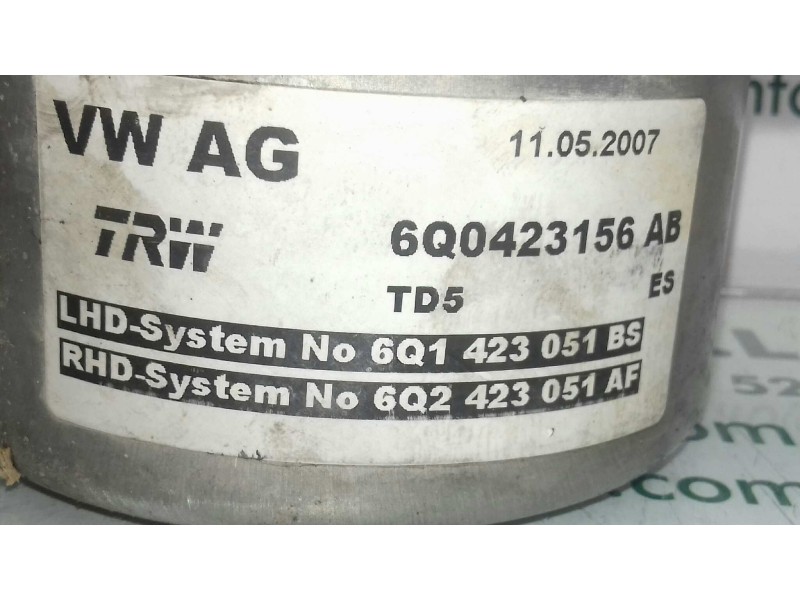 VW AG
11.05.2007
TRW
6Q0423156 AB
TD5
ES
LHD-System No 6Q1 423 051 BS
RHD-System No 6Q2 423 051 AF